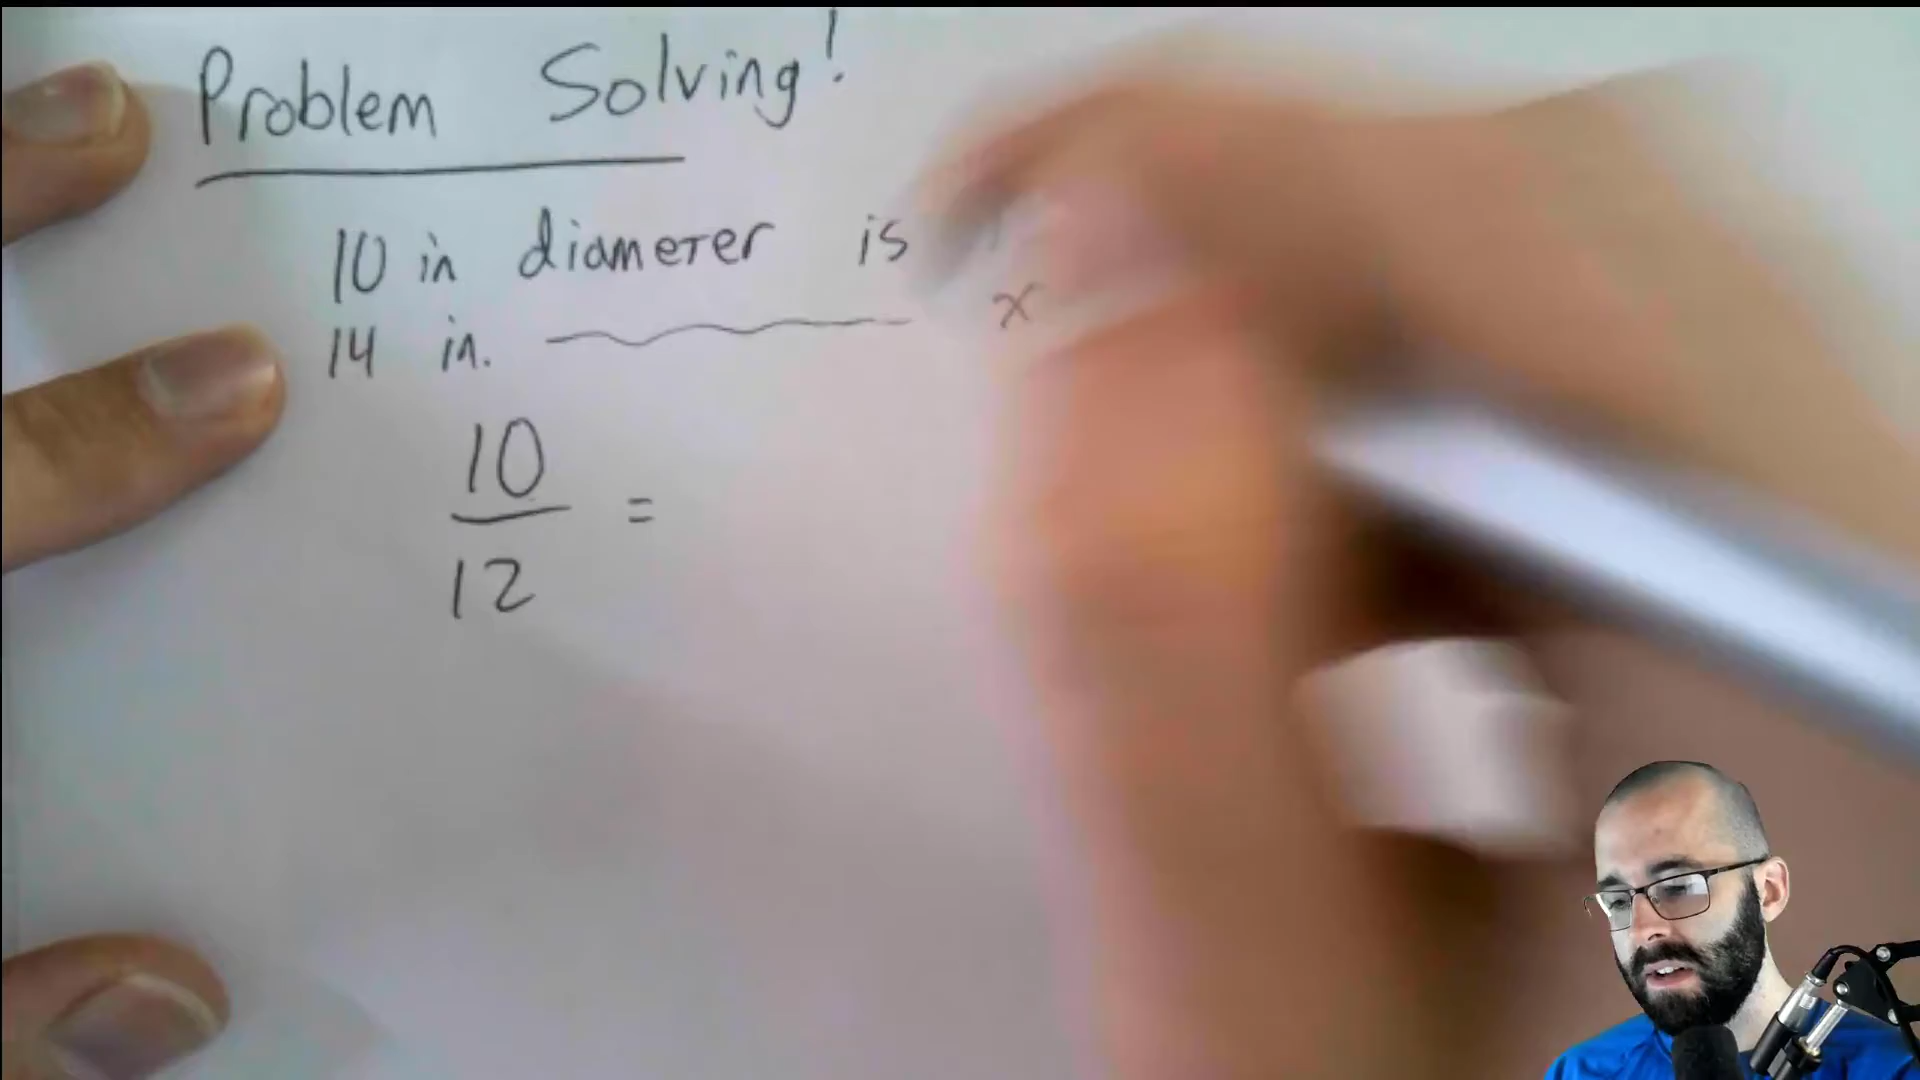 Problem Solving!
10 in diameter is
14 in. x
10
=
12